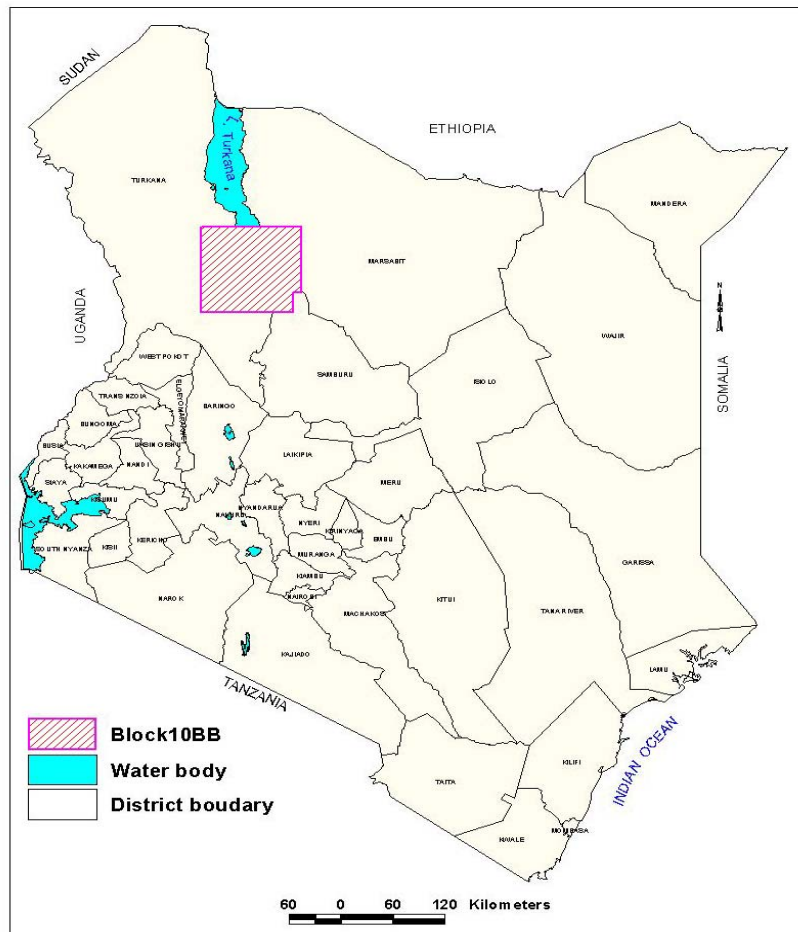 SUDAN
ETHIOPIA
L. Turkana
TURKANA
MANDERA
MARSABIT
N
UGANDA
WAJIR
SOMALIA
WEST POKOT
SAMBURU
ISIOLO
TRANS NZOIA
BARINGO
BUNGOMA
BUSIA
UASIN GISHU
LAIKIPIA
KAKAMEGA
NANDI
MERU
SIAYA
KISUMU
NAKURU
NYANDARUA
NYERI
KIRINYAGA
EMBU
SOUTH NYANZA
KISII
KERICHO
MURANGA
GARISSA
KIAMBU
NAROK
NAIROBI
MACHAKOS
KITUI
TANA RIVER
KAJIADO
LAMU
TANZANIA
Block10BB
Water body
District boudary
INDIAN OCEAN
TAITA
KILIFI
MOMBASA
KWALE
60 0 60 120 Kilometers